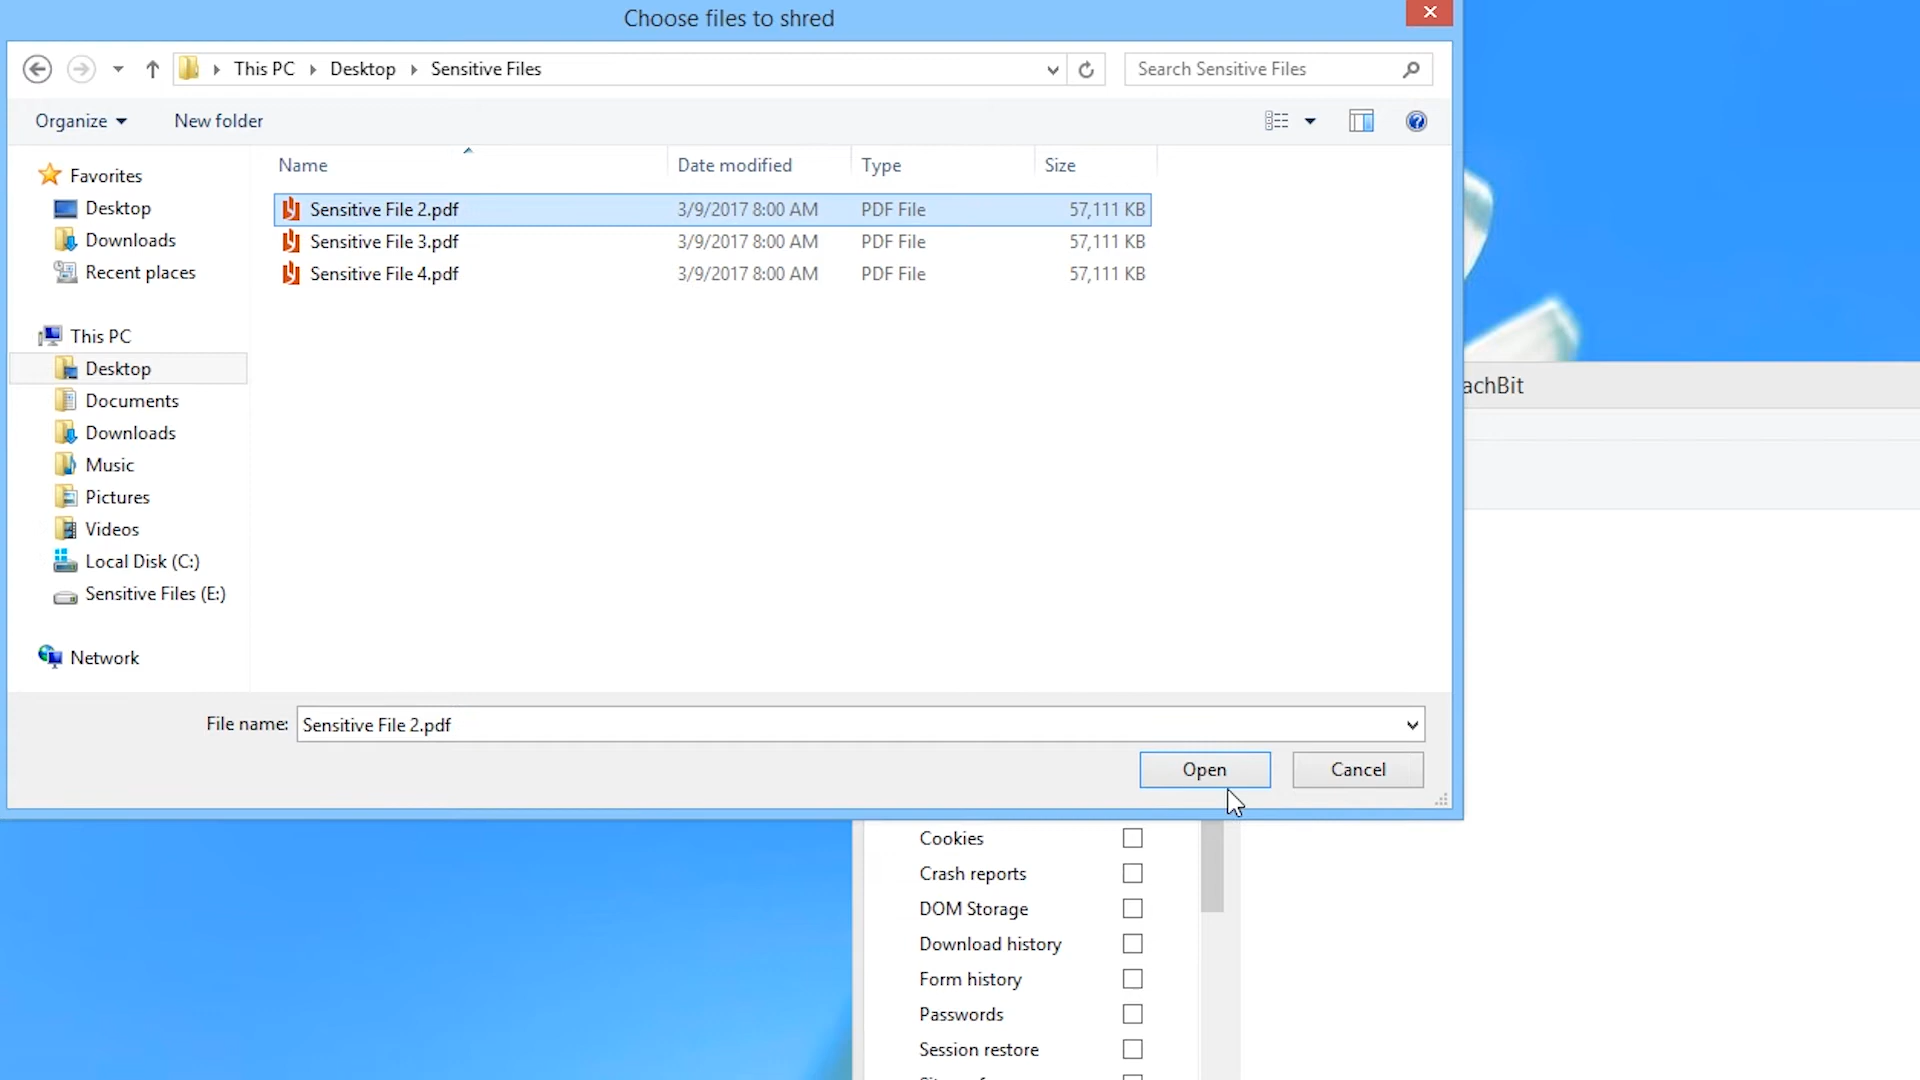 Choose files to shred
This PC Desktop Sensitive Files
Search Sensitive Files
Organize New folder
Name Date modified Type Size
Sensitive File 2.pdf 3/9/2017 8:00 AM PDF File 57,111 KB
Sensitive File 3.pdf 3/9/2017 8:00 AM PDF File 57,111 KB
Sensitive File 4.pdf 3/9/2017 8:00 AM PDF File 57,111 KB
Favorites
Desktop
Downloads
Recent places
This PC
Desktop
Documents
Downloads
Music
Pictures
Videos
Local Disk (C:)
Sensitive Files (E:)
Network
File name: Sensitive File 2.pdf
Open Cancel
achBit
Cookies
Crash reports
DOM Storage
Download history
Form history
Passwords
Session restore